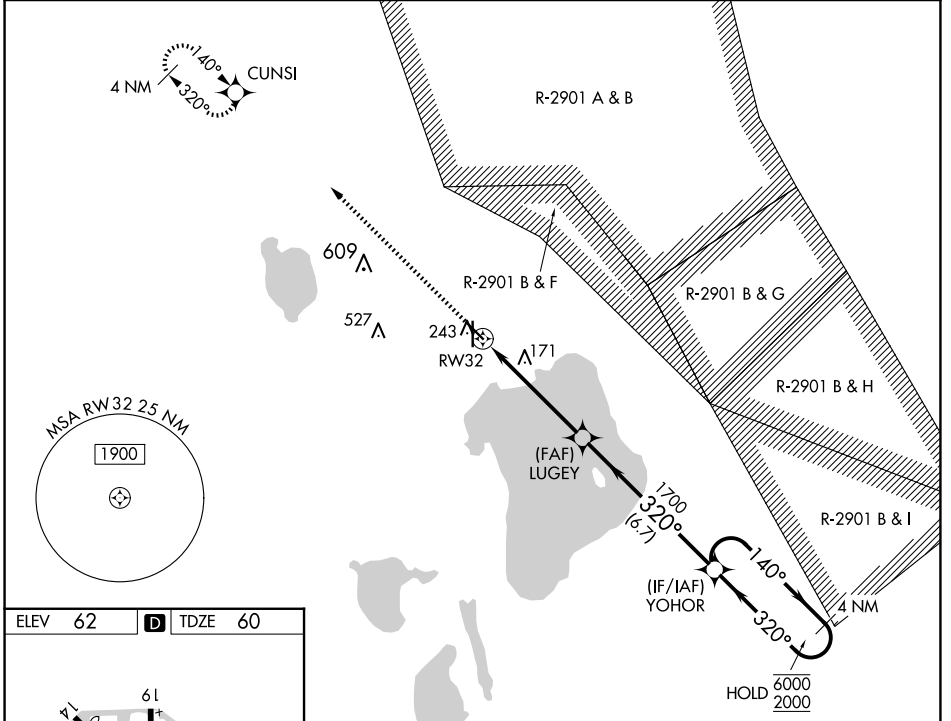 140°
320°
4 NM
CUNSI
R-2901 A & B
609
527
243
RW32
171
R-2901 B & F
R-2901 B & G
R-2901 B & H
R-2901 B & I
MSA RW32 25 NM
1900
(FAF)
LUGEY
1700
320°
(6.7)
(IF/IAF)
YOHOR
140°
320°
4 NM
HOLD 6000
2000
ELEV 62 D TDZE 60
14
19